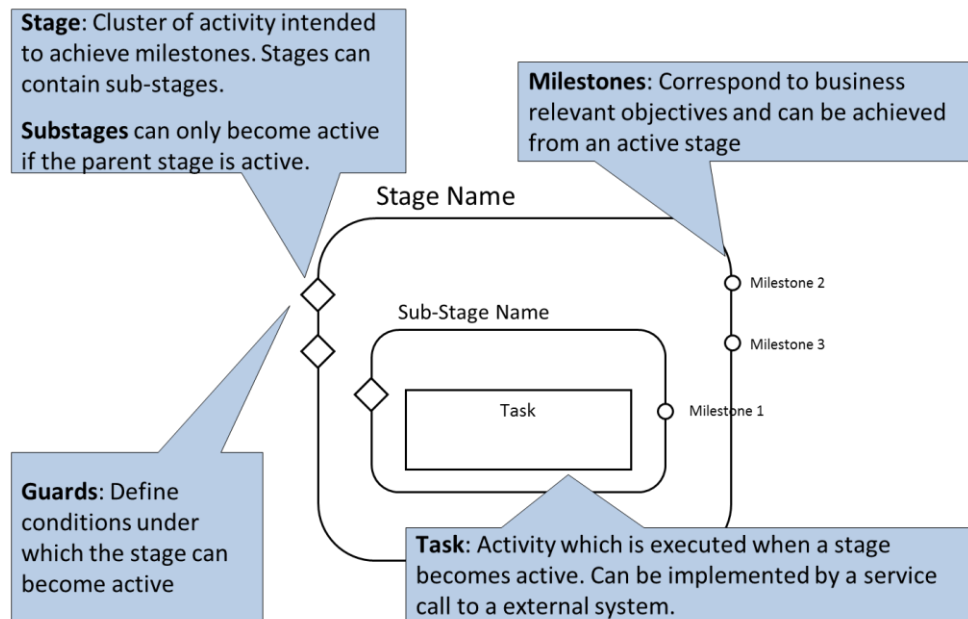 Stage: Cluster of activity intended
to achieve milestones. Stages can
contain sub-stages.
Substages can only become active
if the parent stage is active.
Milestones: Correspond to business
relevant objectives and can be achieved
from an active stage
Stage Name
Milestone 2
Sub-Stage Name
Milestone 3
Task
Milestone 1
Guards: Define
conditions under
which the stage can
become active
Task: Activity which is executed when a stage
becomes active. Can be implemented by a service
call to a external system.